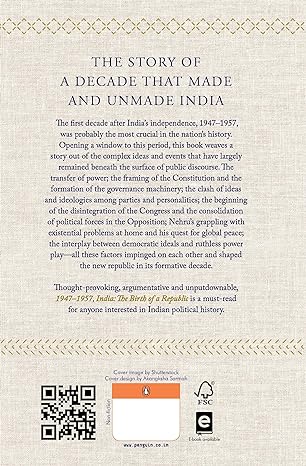 THE STORY OF
A DECADE THAT MADE
AND UNMADE INDIA
The first decade after India's independence, 1947–1957,
was probably the most crucial in the nation's history.
Opening a window to this period, this book weaves a
story out of the complex ideas and events that have largely
remained beneath the surface of public discourse. The
transfer of power; the framing of the Constitution and the
formation of the governance machinery; the clash of ideas
and ideologies among parties and personalities; the beginning
of the disintegration of the Congress and the consolidation
of political forces in the Opposition; Nehru's grappling with
existential problems at home and his quest for global peace;
the interplay between democratic ideals and ruthless power
play—all these factors impinged on each other and shaped
the new republic in its formative decade.
Thought-provoking, argumentative and unputdownable,
1947–1957, India: The Birth of a Republic is a must-read
for anyone interested in Indian political history.
Cover image by Shutterstock
Cover design by Akangksha Sarmah
Non-fiction
www.penguin.co.in
FSC
e
E-book available